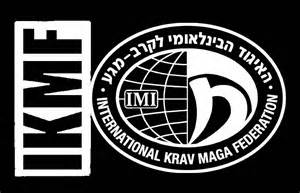 IKMF
האיגוד הבינלאומי לקרב-מגע
IMI
INTERNATIONAL KRAV MAGA FEDERATION